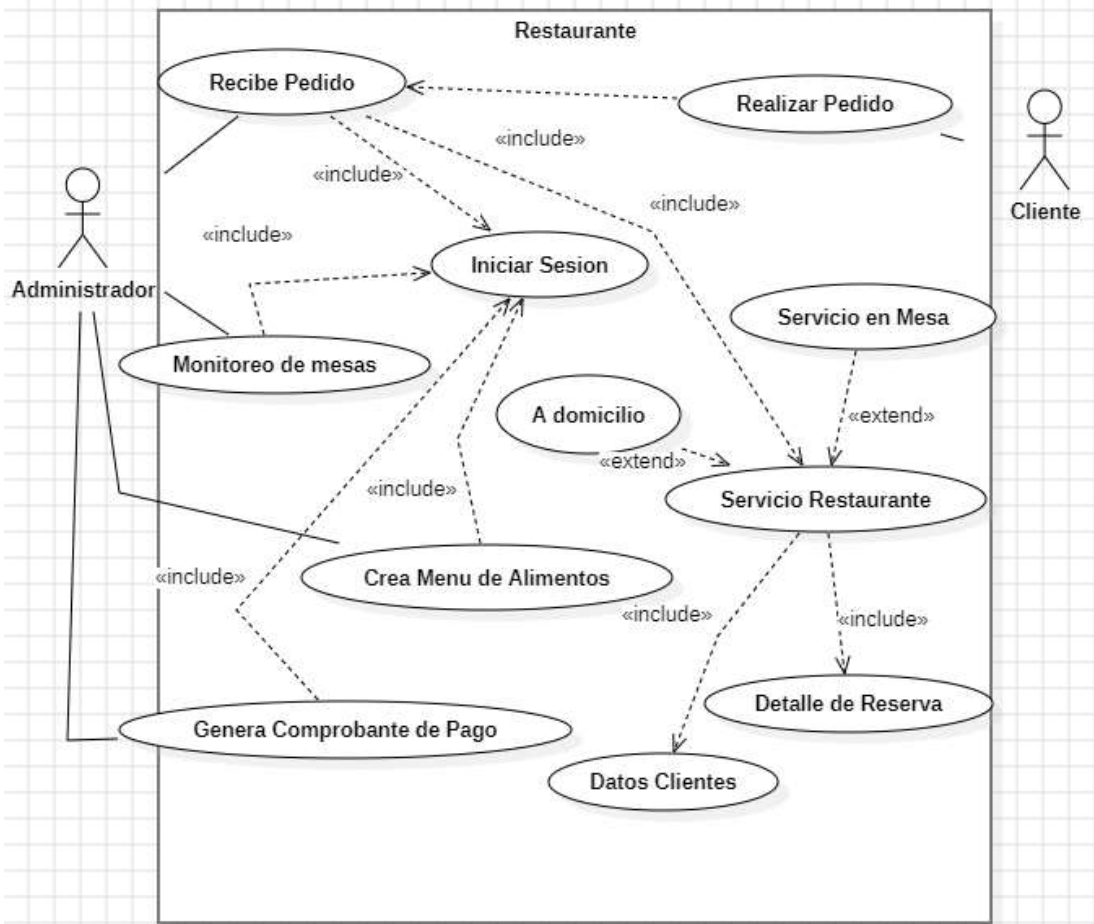 Restaurante
Recibe Pedido
Realizar Pedido
«include»
«include»
«include»
Cliente
«include»
Iniciar Sesion
Administrador
Servicio en Mesa
Monitoreo de mesas
A domicilio
«extend»
«extend»
«include»
Servicio Restaurante
«include»
Crea Menu de Alimentos
«include»
«include»
Detalle de Reserva
Genera Comprobante de Pago
Datos Clientes